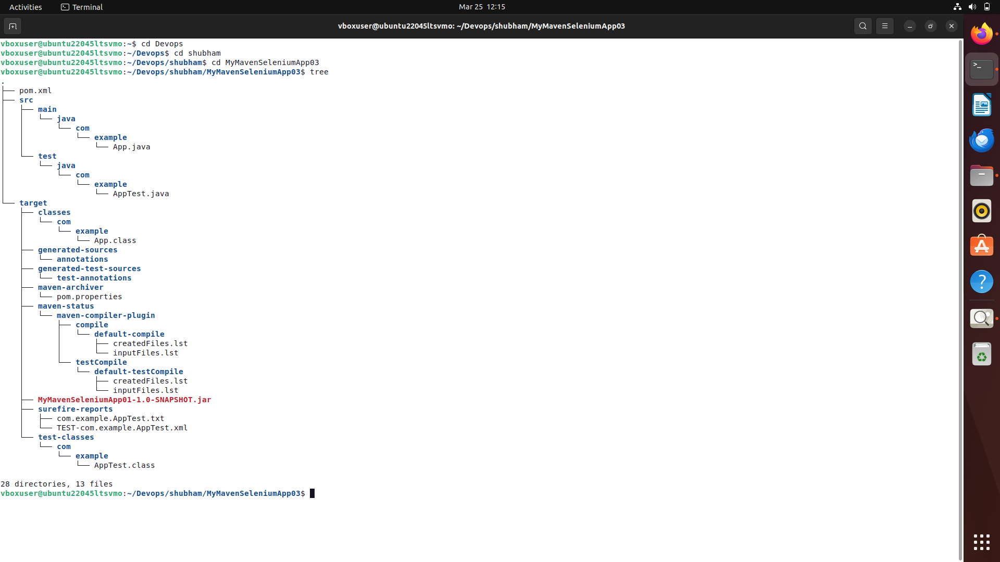 Activities
Terminal
Mar 25 12:15
vboxuser@ubuntu22045ltsvmo: ~/Devops/shubham/MyMavenSeleniumApp03
vboxuser@ubuntu22045ltsvmo:~$ cd Devops
vboxuser@ubuntu22045ltsvmo:~/Devops$ cd shubham
vboxuser@ubuntu22045ltsvmo:~/Devops/shubham$ cd MyMavenSeleniumApp03
vboxuser@ubuntu22045ltsvmo:~/Devops/shubham/MyMavenSeleniumApp03$ tree
.
├── pom.xml
├── src
│   ├── main
│   │   └── java
│   │       └── com
│   │           └── example
│   │               └── App.java
│   └── test
│       └── java
│           └── com
│               └── example
│                   └── AppTest.java
└── target
    ├── classes
    │   └── com
    │       └── example
    │           └── App.class
    ├── generated-sources
    │   └── annotations
    ├── generated-test-sources
    │   └── test-annotations
    ├── maven-archiver
    │   └── pom.properties
    ├── maven-status
    │   └── maven-compiler-plugin
    │       ├── compile
    │       │   └── default-compile
    │       │       ├── createdFiles.lst
    │       │       └── inputFiles.lst
    │       └── testCompile
    │           └── default-testCompile
    │               ├── createdFiles.lst
    │               └── inputFiles.lst
    ├── MyMavenSeleniumApp01-1.0-SNAPSHOT.jar
    ├── surefire-reports
    │   ├── com.example.AppTest.txt
    │   └── TEST-com.example.AppTest.xml
    └── test-classes
        └── com
            └── example
                └── AppTest.class

28 directories, 13 files
vboxuser@ubuntu22045ltsvmo:~/Devops/shubham/MyMavenSeleniumApp03$